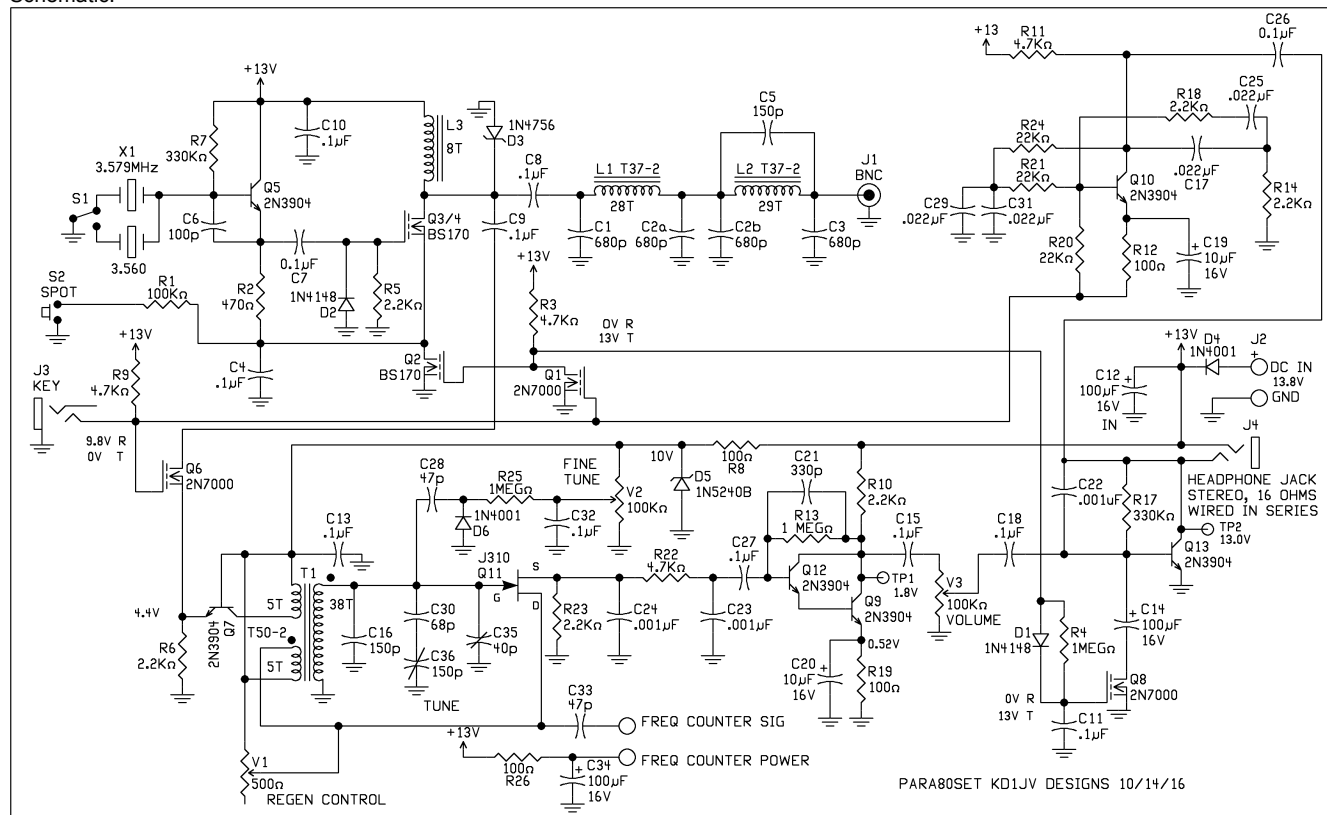 Schematic:
+13V
C10
.1µF
R7
330KΩ
X1
3.579MHz
S1
3.560
C6
100p
Q5
2N3904
L3
8T
1N4756
D3
Q3/4
BS170
C7
0.1µF
1N4148
D2
R5
2.2KΩ
R2
470Ω
C4
.1µF
S2
SPOT
R1
100KΩ
C8
.1µF
C9
.1µF
L1 T37-2
28T
C5
150p
L2 T37-2
29T
J1
BNC
C1
680p
C2a
680p
C2b
680p
C3
680p
+13V
R3
4.7KΩ
0V R
13V T
Q2
BS170
Q1
2N7000
+13
R11
4.7KΩ
C26
0.1µF
R18
2.2KΩ
C25
.022µF
R24
22KΩ
R21
22KΩ
.022µF
C17
Q10
2N3904
C29
.022µF
C31
.022µF
R14
2.2KΩ
R20
22KΩ
R12
100Ω
+
C19
10µF
16V
+13V
D4
1N4001
J2
+
DC IN
13.8V
GND
C12
+
100µF
16V
IN
J4
HEADPHONE JACK
STEREO, 16 OHMS
WIRED IN SERIES
J3
KEY
+13V
R9
4.7KΩ
9.8V R
0V T
Q6
2N7000
4.4V
R6
2.2KΩ
2N3904
Q7
C13
.1µF
T1
5T
38T
T50-2
5T
C16
150p
C28
47p
R25
1MEGΩ
1N4001
D6
FINE
TUNE
C32
.1µF
V2
100KΩ
100Ω
R8
10V
D5
1N5240B
J310
Q11
S
G
D
C30
68p
C36
150p
TUNE
C35
40p
R23
2.2KΩ
C24
.001µF
R22
4.7KΩ
C23
.001µF
C27
.1µF
C21
330p
R13
1 MEGΩ
R10
2.2KΩ
Q12
2N3904
TP1
1.8V
Q9
2N3904
0.52V
C20
+
10µF
16V
R19
100Ω
C15
.1µF
V3
100KΩ
VOLUME
C18
.1µF
C22
.001µF
R17
330KΩ
TP2
13.0V
Q13
2N3904
+
C14
100µF
16V
D1
1N4148
R4
1MEGΩ
0V R
13V T
Q8
2N7000
C11
.1µF
C33
47p
FREQ COUNTER SIG
+13V
FREQ COUNTER POWER
100Ω
R26
+
C34
100µF
16V
V1
500Ω
REGEN CONTROL
PARA80SET KD1JV DESIGNS 10/14/16